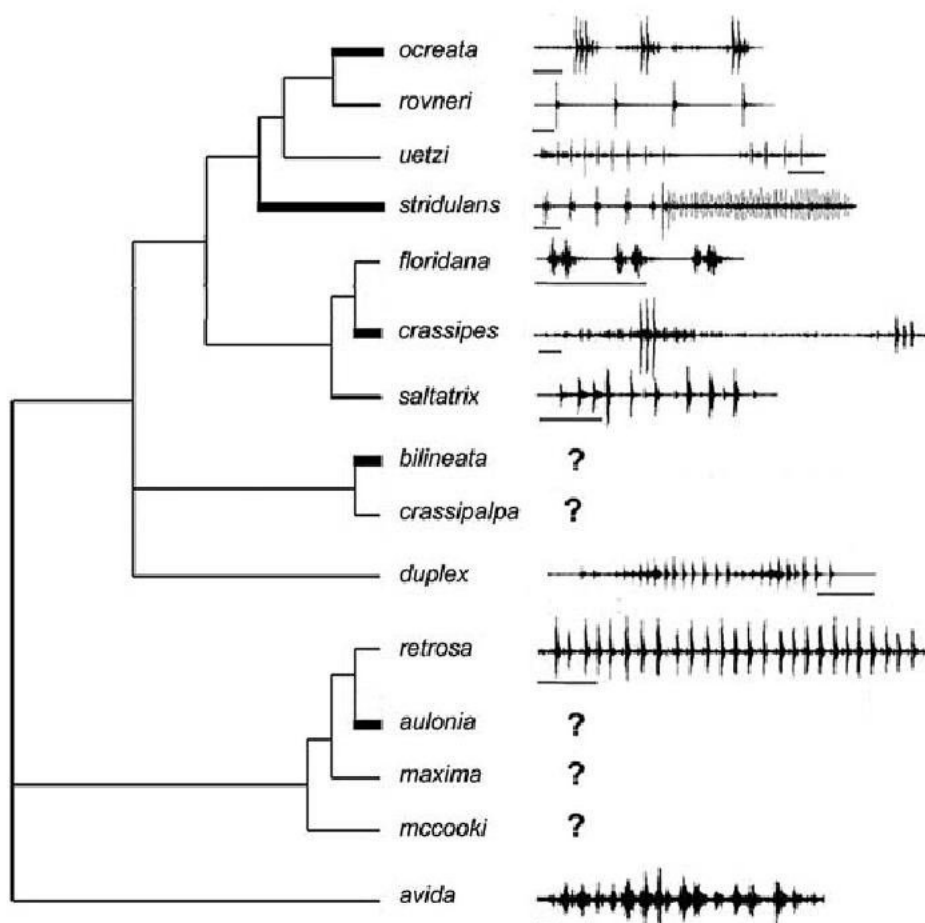 ocreata
rovneri
uetzi
stridulans
floridana
crassipes
saltatrix
bilineata ?
crassipalpa ?
duplex
retrosa
aulonia ?
maxima ?
mccooki ?
avida